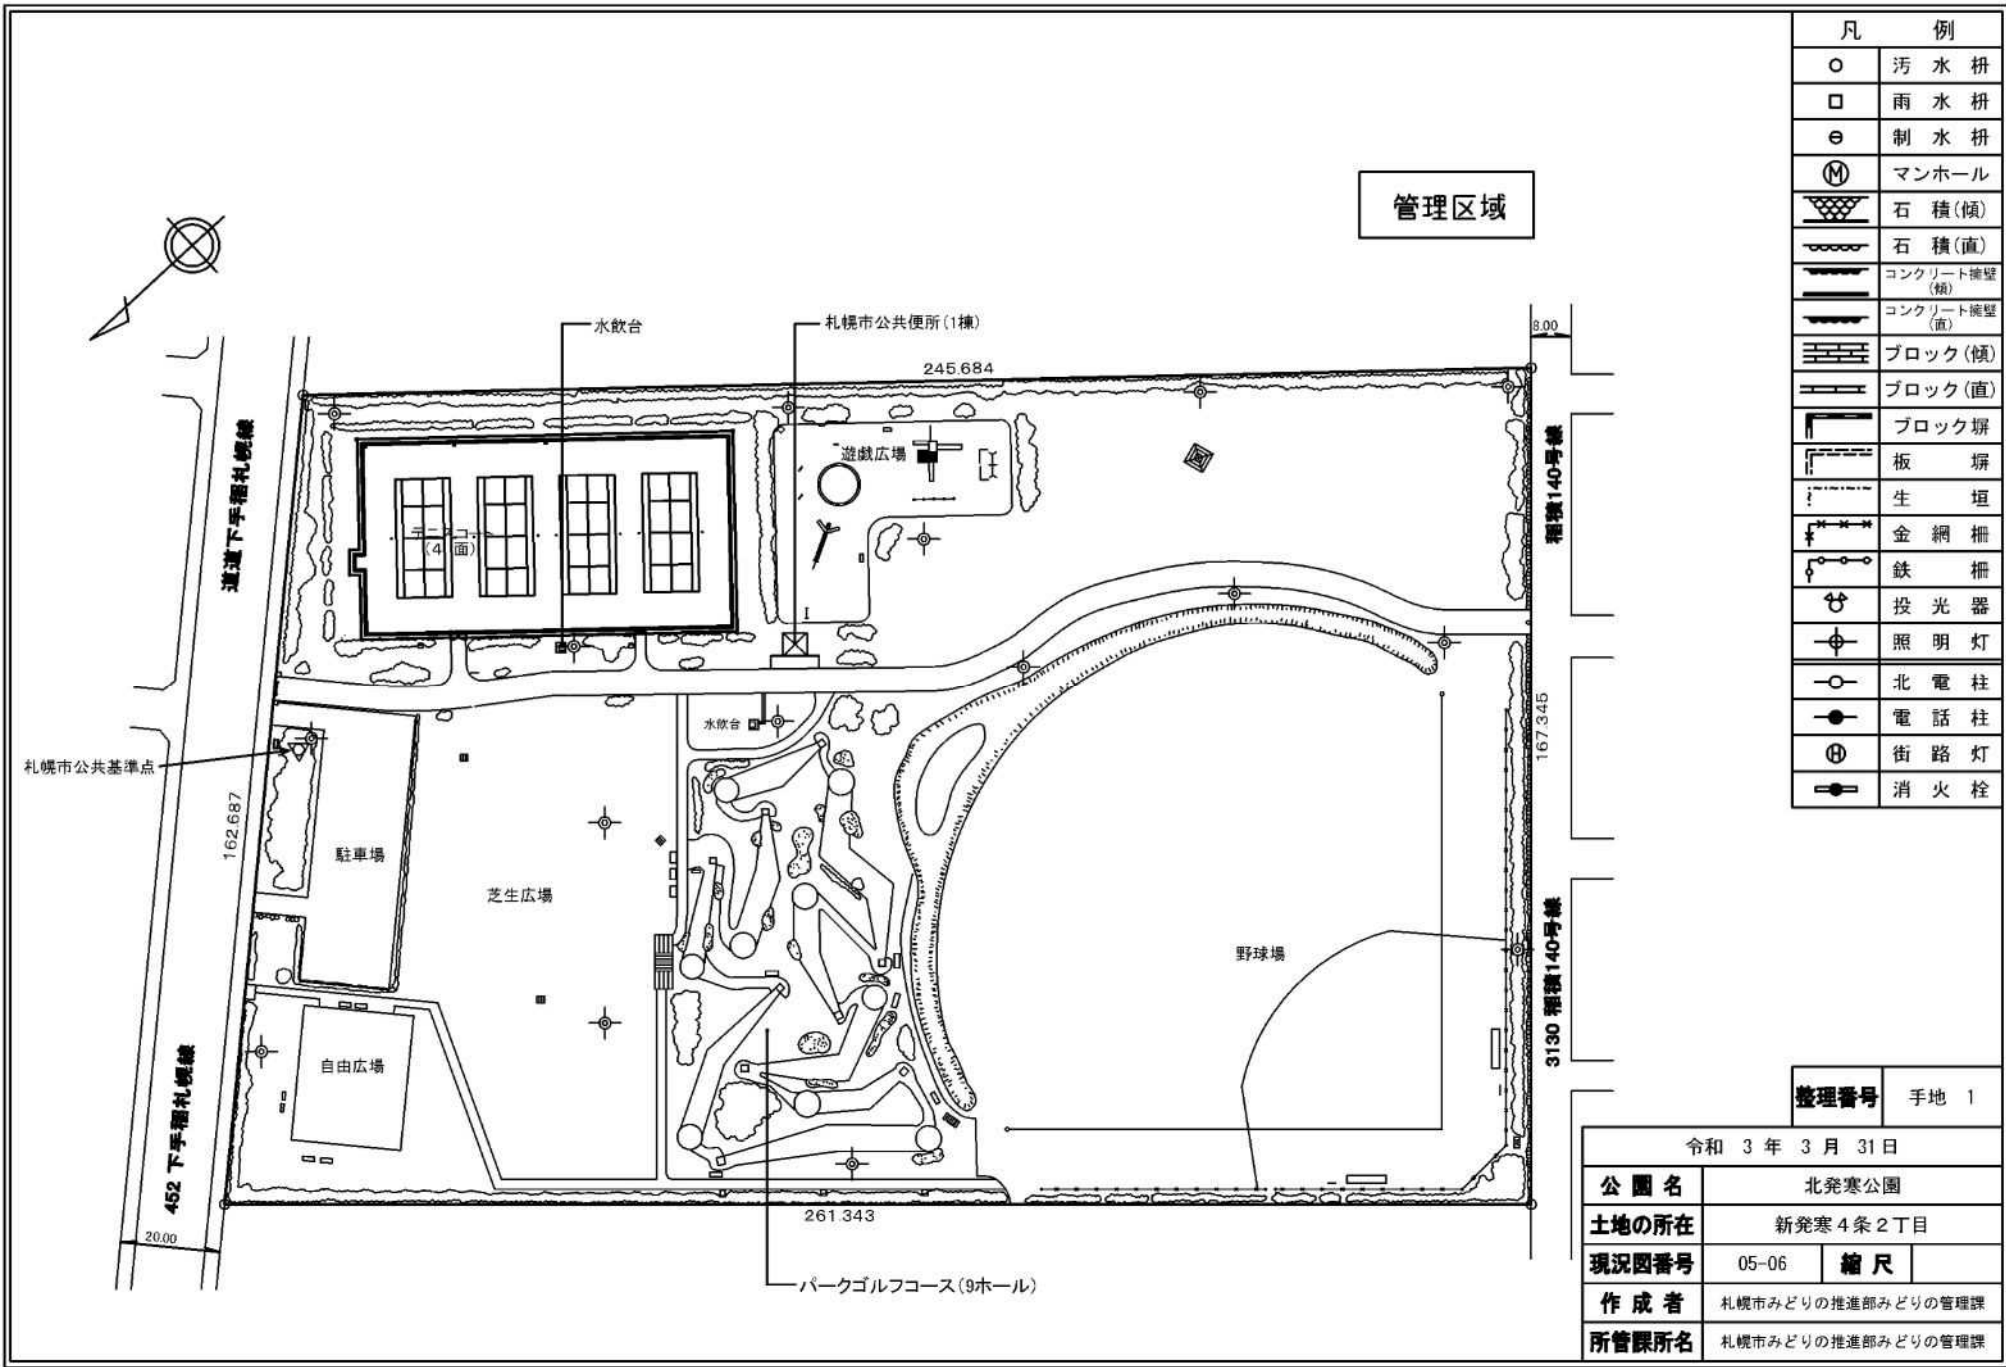 凡 例
汚水枡
雨水枡
制水枡
Ⓜ マンホール
石積(傾)
石積(直)
コンクリート擁壁(傾)
コンクリート擁壁(直)
ブロック(傾)
ブロック(直)
ブロック塀
板塀
生垣
金網柵
鉄柵
投光器
照明灯
北電柱
電話柱
Ⓗ 街路灯
消火栓
管理区域
水飲台
札幌市公共便所(1棟)
8.00
245.684
道道下手稲札幌線
遊戯広場
テニスコート
(4面)
稲積140号線
水飲台
札幌市公共基準点
167.345
162.687
駐車場
芝生広場
野球場
3130 稲積140号線
自由広場
452 下手稲札幌線
20.00
261.343
パークゴルフコース(9ホール)
整理番号 手地 1
令和 3 年 3 月 31日
公園名 北発寒公園
土地の所在 新発寒4条2丁目
現況図番号 05-06 縮尺
作成者 札幌市みどりの推進部みどりの管理課
所管課所名 札幌市みどりの推進部みどりの管理課